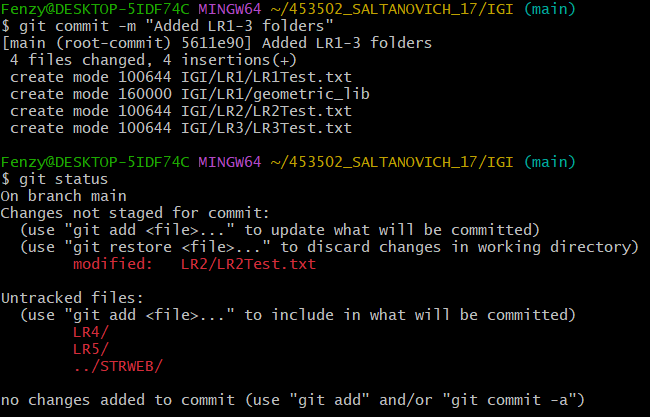 Fenzy@DESKTOP-5IDF74C MINGW64 ~/453502_SALTANOVICH_17/IGI (main)
$ git commit -m "Added LR1-3 folders"
[main (root-commit) 5611e90] Added LR1-3 folders
 4 files changed, 4 insertions(+)
 create mode 100644 IGI/LR1/LR1Test.txt
 create mode 160000 IGI/LR1/geometric_lib
 create mode 100644 IGI/LR2/LR2Test.txt
 create mode 100644 IGI/LR3/LR3Test.txt

Fenzy@DESKTOP-5IDF74C MINGW64 ~/453502_SALTANOVICH_17/IGI (main)
$ git status
On branch main
Changes not staged for commit:
  (use "git add <file>..." to update what will be committed)
  (use "git restore <file>..." to discard changes in working directory)
        modified:   LR2/LR2Test.txt

Untracked files:
  (use "git add <file>..." to include in what will be committed)
        LR4/
        LR5/
        ../STRWEB/

no changes added to commit (use "git add" and/or "git commit -a")